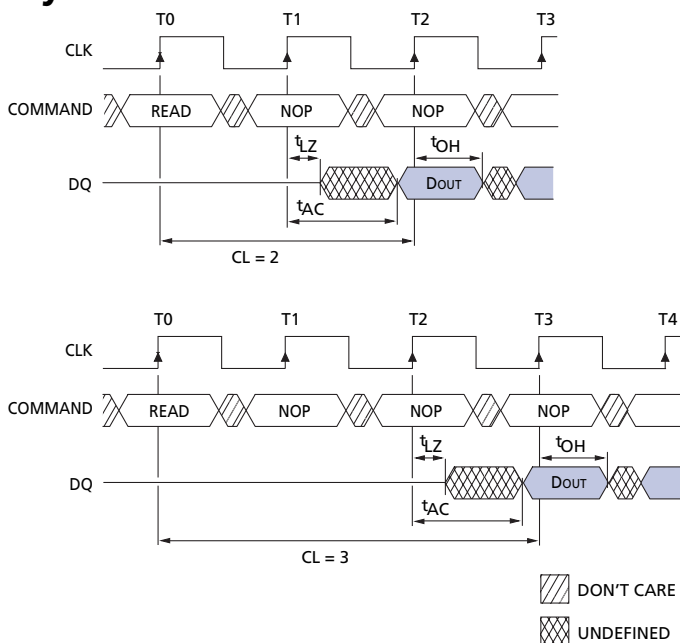 T0 T1 T2 T3
CLK
COMMAND READ NOP NOP
tLZ tOH
DQ DOUT
tAC
CL = 2
T0 T1 T2 T3 T4
CLK
COMMAND READ NOP NOP NOP
tLZ tOH
DQ DOUT
tAC
CL = 3
DON'T CARE
UNDEFINED